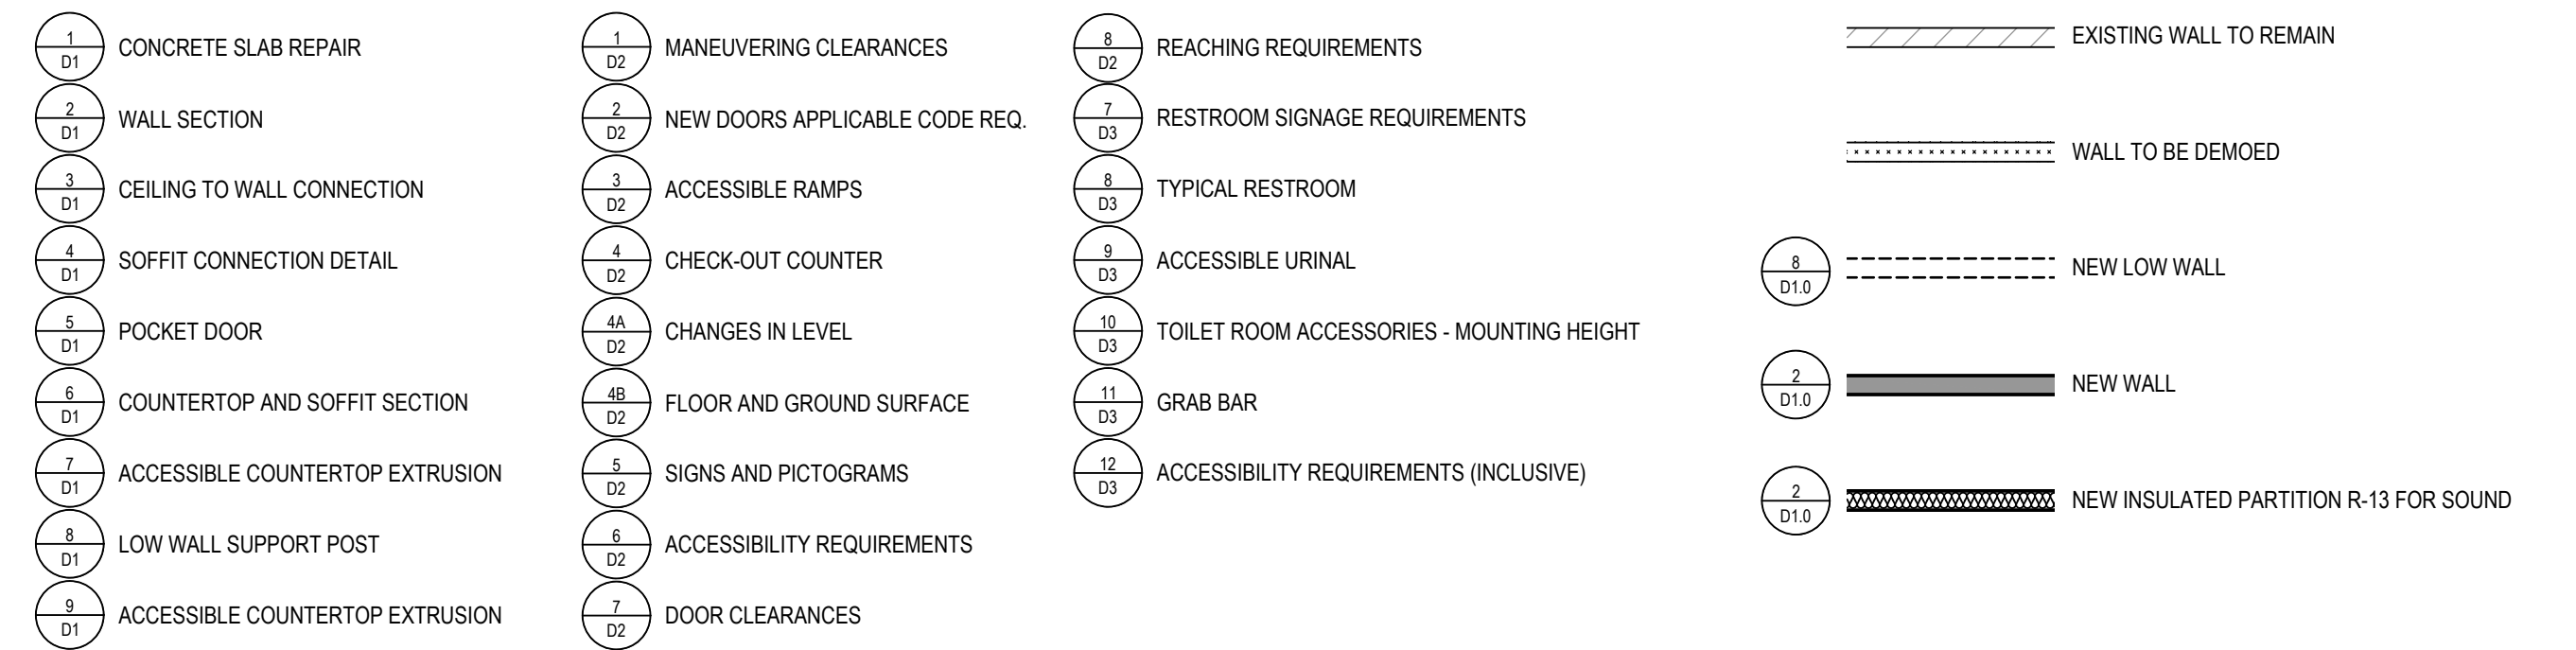 1
D1
CONCRETE SLAB REPAIR
2
D1
WALL SECTION
3
D1
CEILING TO WALL CONNECTION
4
D1
SOFFIT CONNECTION DETAIL
5
D1
POCKET DOOR
6
D1
COUNTERTOP AND SOFFIT SECTION
7
D1
ACCESSIBLE COUNTERTOP EXTRUSION
8
D1
LOW WALL SUPPORT POST
9
D1
ACCESSIBLE COUNTERTOP EXTRUSION
1
D2
MANEUVERING CLEARANCES
2
D2
NEW DOORS APPLICABLE CODE REQ.
3
D2
ACCESSIBLE RAMPS
4
D2
CHECK-OUT COUNTER
4A
D2
CHANGES IN LEVEL
4B
D2
FLOOR AND GROUND SURFACE
5
D2
SIGNS AND PICTOGRAMS
6
D2
ACCESSIBILITY REQUIREMENTS
7
D2
DOOR CLEARANCES
8
D2
REACHING REQUIREMENTS
7
D3
RESTROOM SIGNAGE REQUIREMENTS
8
D3
TYPICAL RESTROOM
9
D3
ACCESSIBLE URINAL
10
D3
TOILET ROOM ACCESSORIES - MOUNTING HEIGHT
11
D3
GRAB BAR
12
D3
ACCESSIBILITY REQUIREMENTS (INCLUSIVE)
EXISTING WALL TO REMAIN
WALL TO BE DEMOED
8
D1.0
NEW LOW WALL
2
D1.0
NEW WALL
2
D1.0
NEW INSULATED PARTITION R-13 FOR SOUND